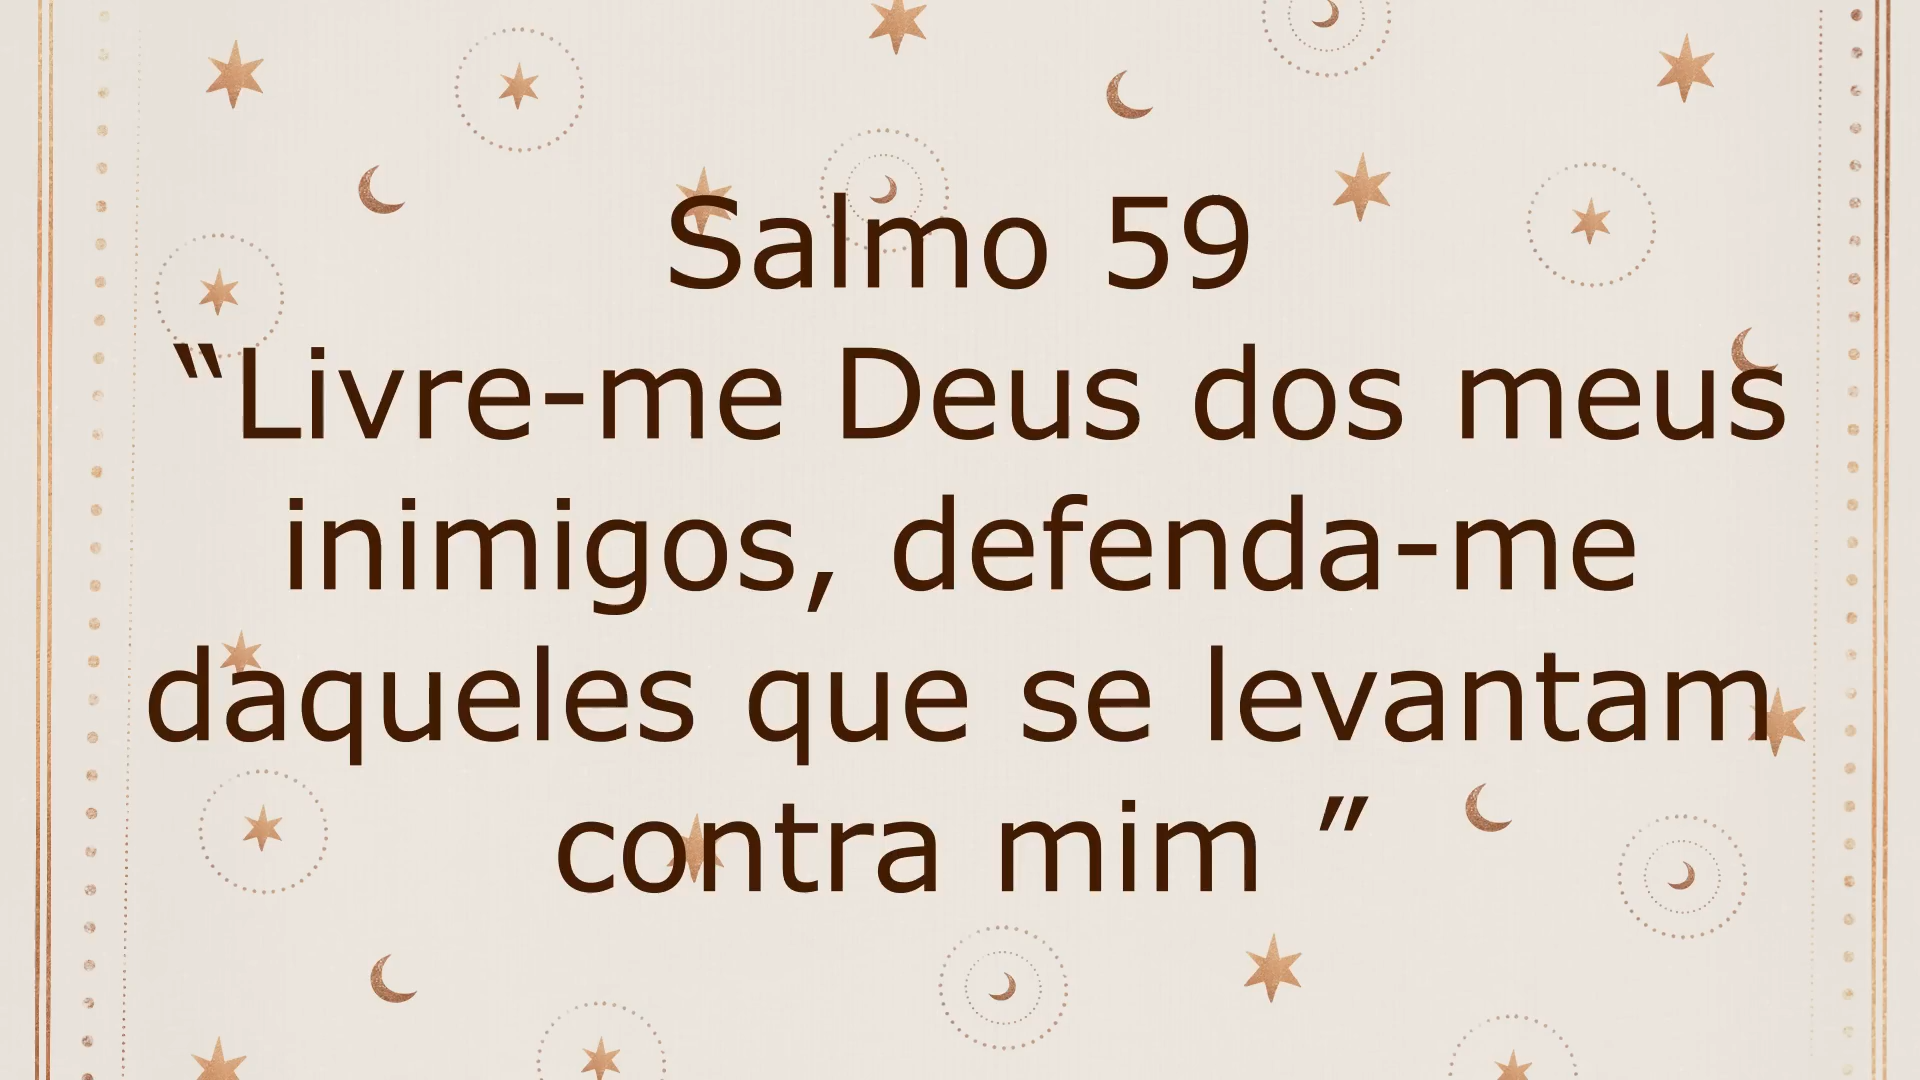 Salmo 59
“Livre-me Deus dos meus
inimigos, defenda-me
daqueles que se levantam
contra mim ”